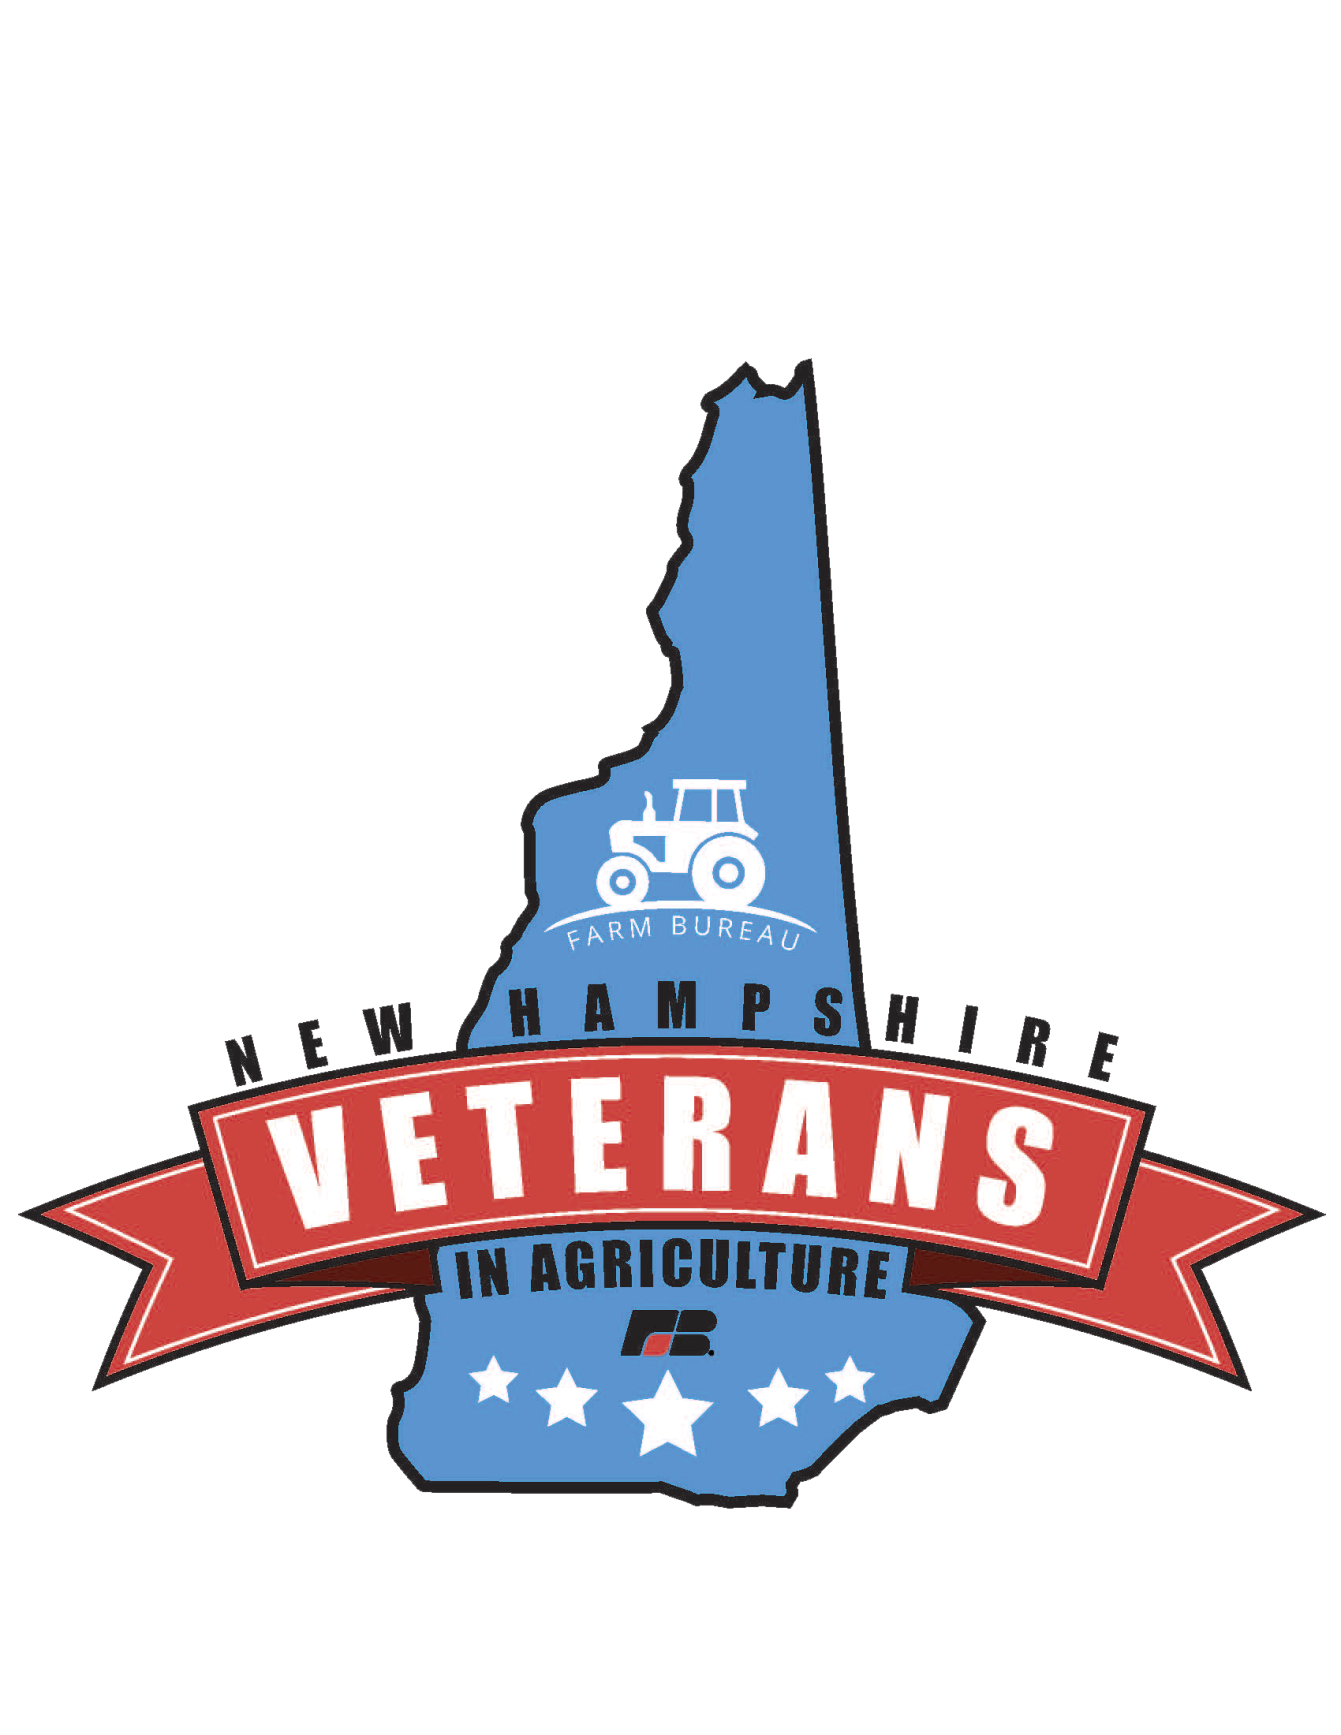 FARM BUREAU
NEW HAMPSHIRE
VETERANS
IN AGRICULTURE
FB